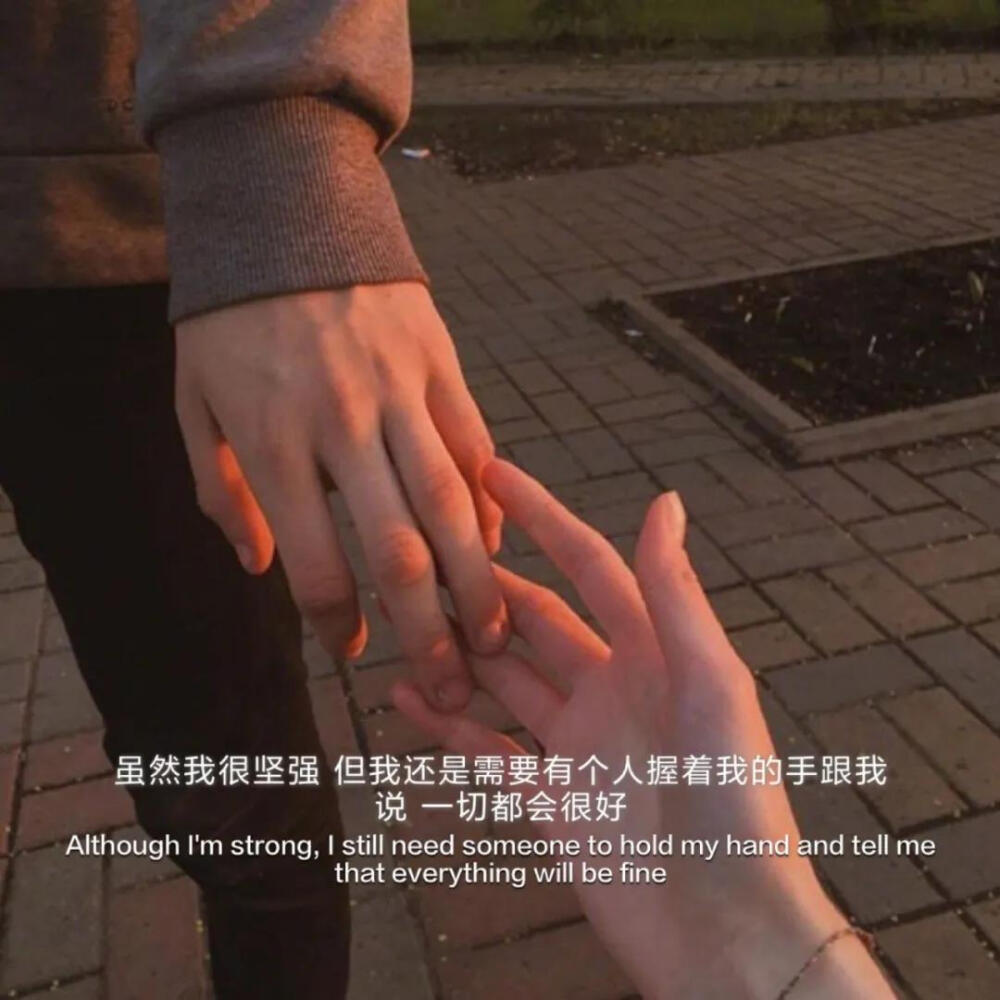 虽然我很坚强 但我还是需要有个人握着我的手跟我
说 一切都会很好
Although I'm strong, I still need someone to hold my hand and tell me
that everything will be fine